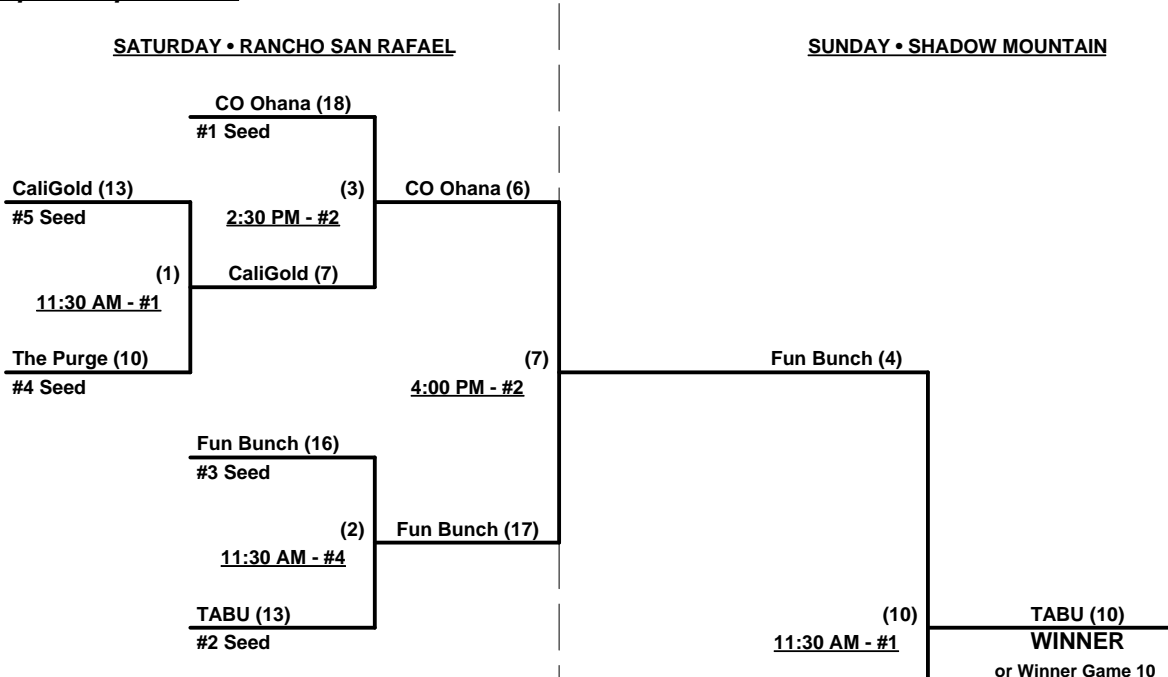 SATURDAY • RANCHO SAN RAFAEL
SUNDAY • SHADOW MOUNTAIN
CO Ohana (18)
#1 Seed
CaliGold (13)
(3)
CO Ohana (6)
#5 Seed
2:30 PM - #2
(1)
CaliGold (7)
11:30 AM - #1
The Purge (10)
(7)
Fun Bunch (4)
#4 Seed
4:00 PM - #2
Fun Bunch (16)
#3 Seed
(2)
Fun Bunch (17)
11:30 AM - #4
TABU (13)
(10)
TABU (10)
#2 Seed
11:30 AM - #1
WINNER
or Winner Game 10